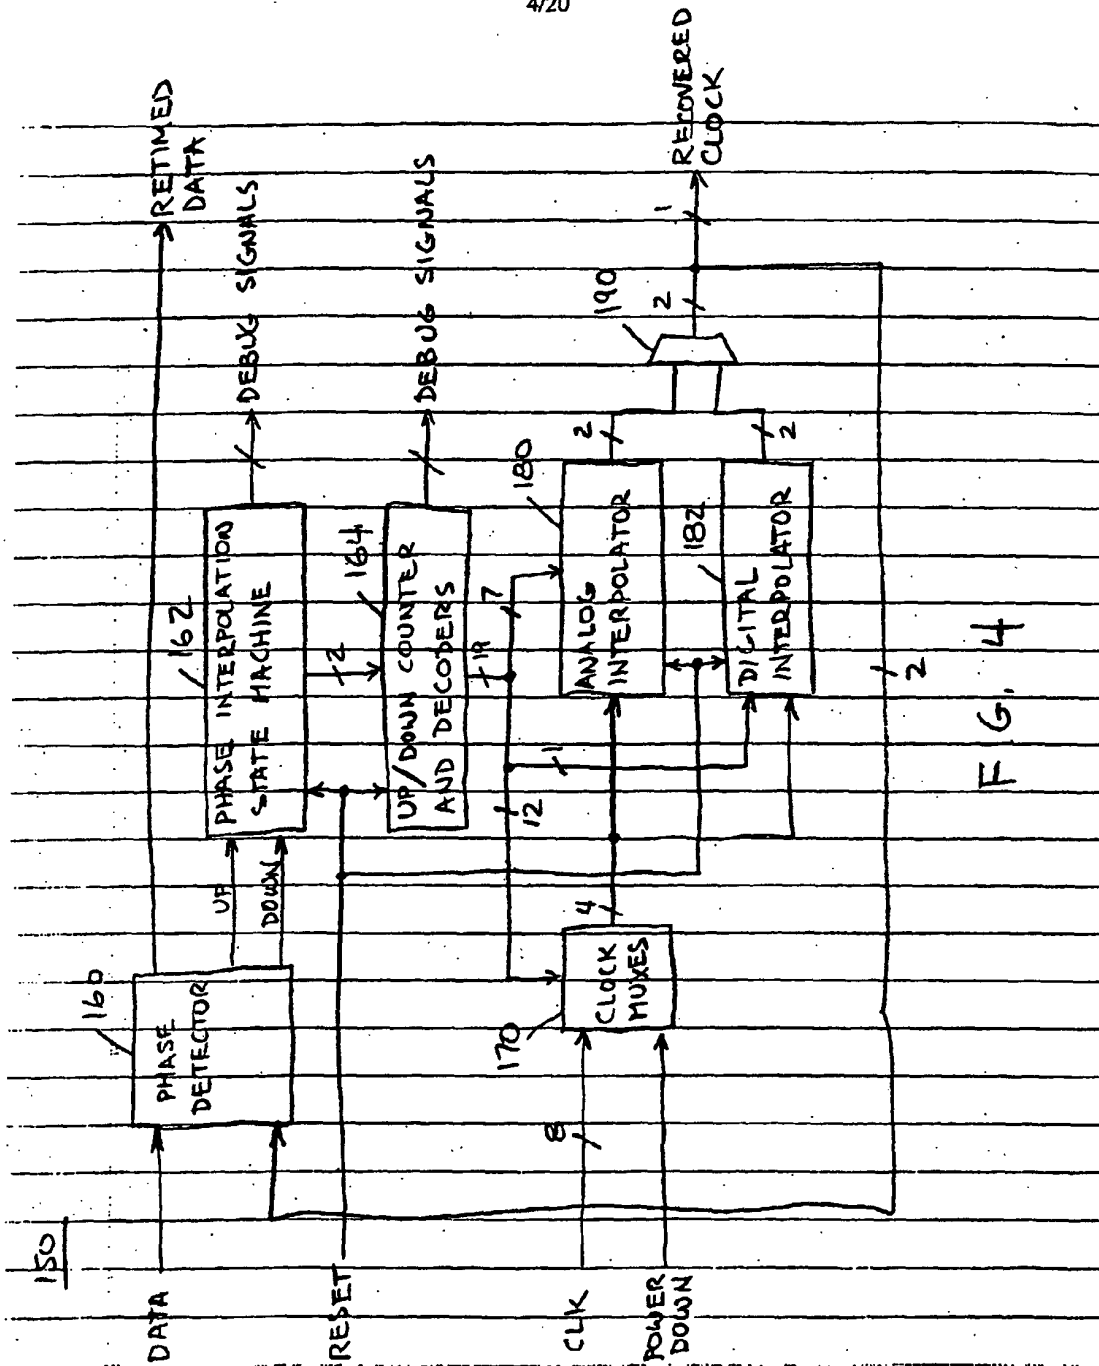 4/20
150
DATA
RESET
CLK
POWER
DOWN
8
160
PHASE
DETECTOR
UP
DOWN
162
PHASE INTERPOLATION
STATE MACHINE
2
164
UP/DOWN COUNTER
AND DECODERS
19
7
1
12
170
CLOCK
MUXES
4
180
ANALOG
INTERPOLATOR
2
182
DIGITAL
INTERPOLATOR
2
190
2
1
2
RETIMED
DATA
DEBUG SIGNALS
DEBUG SIGNALS
RECOVERED
CLOCK
FIG. 4